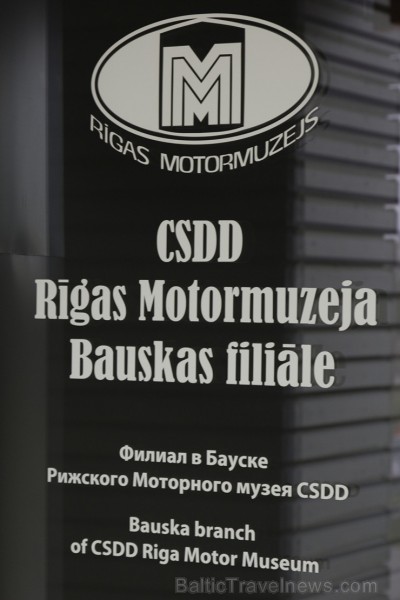 M
RĪGAS MOTORMUZEJS
CSDD
Rīgas Motormuzeja
Bauskas filiāle
Филиал в Бауске
Рижского Моторного музея CSDD
Bauska branch
of CSDD Riga Motor Museum
BalticTravelnews.com